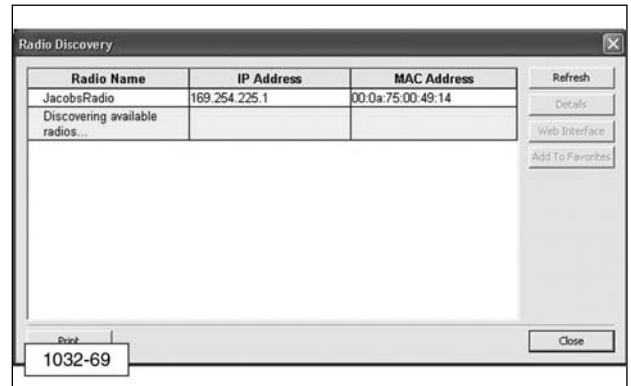 Radio Discovery
Radio Name IP Address MAC Address
JacobsRadio 169.254.225.1 00:0a:75:00:49:14
Discovering available
radios...
Refresh
Details
Web Interface
Add To Favorites
Print
Close
1032-69